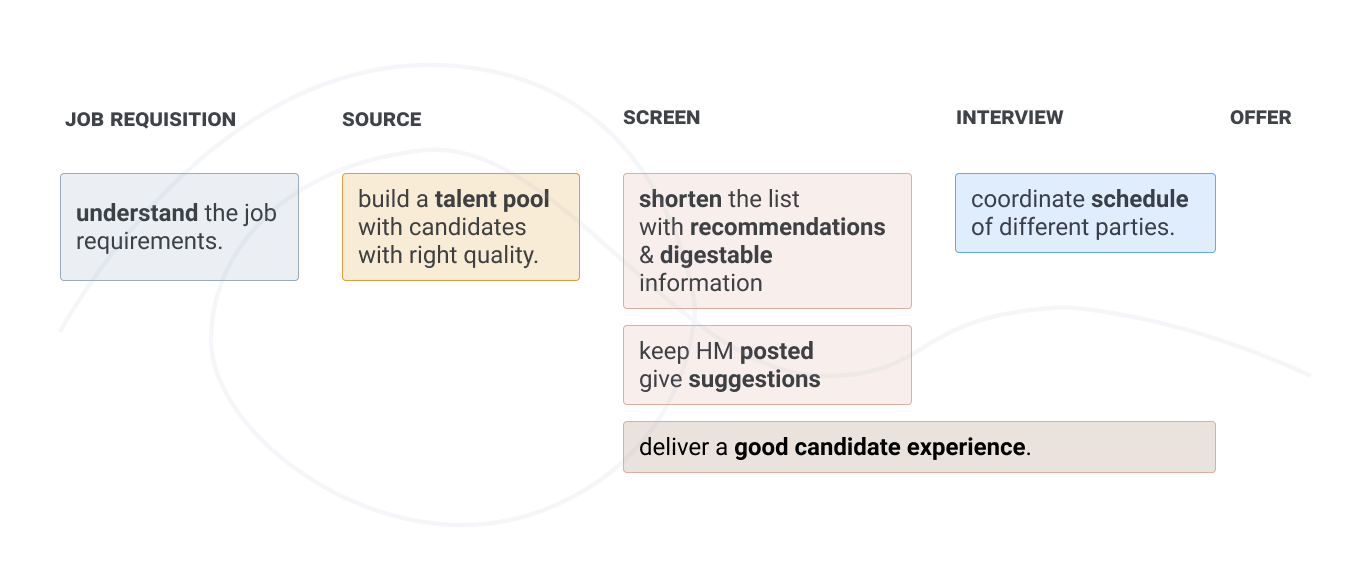 JOB REQUISITION
SOURCE
SCREEN
INTERVIEW
OFFER
understand the job
requirements.
build a talent pool
with candidates
with right quality.
shorten the list
with recommendations
& digestable
information
keep HM posted
give suggestions
coordinate schedule
of different parties.
deliver a good candidate experience.